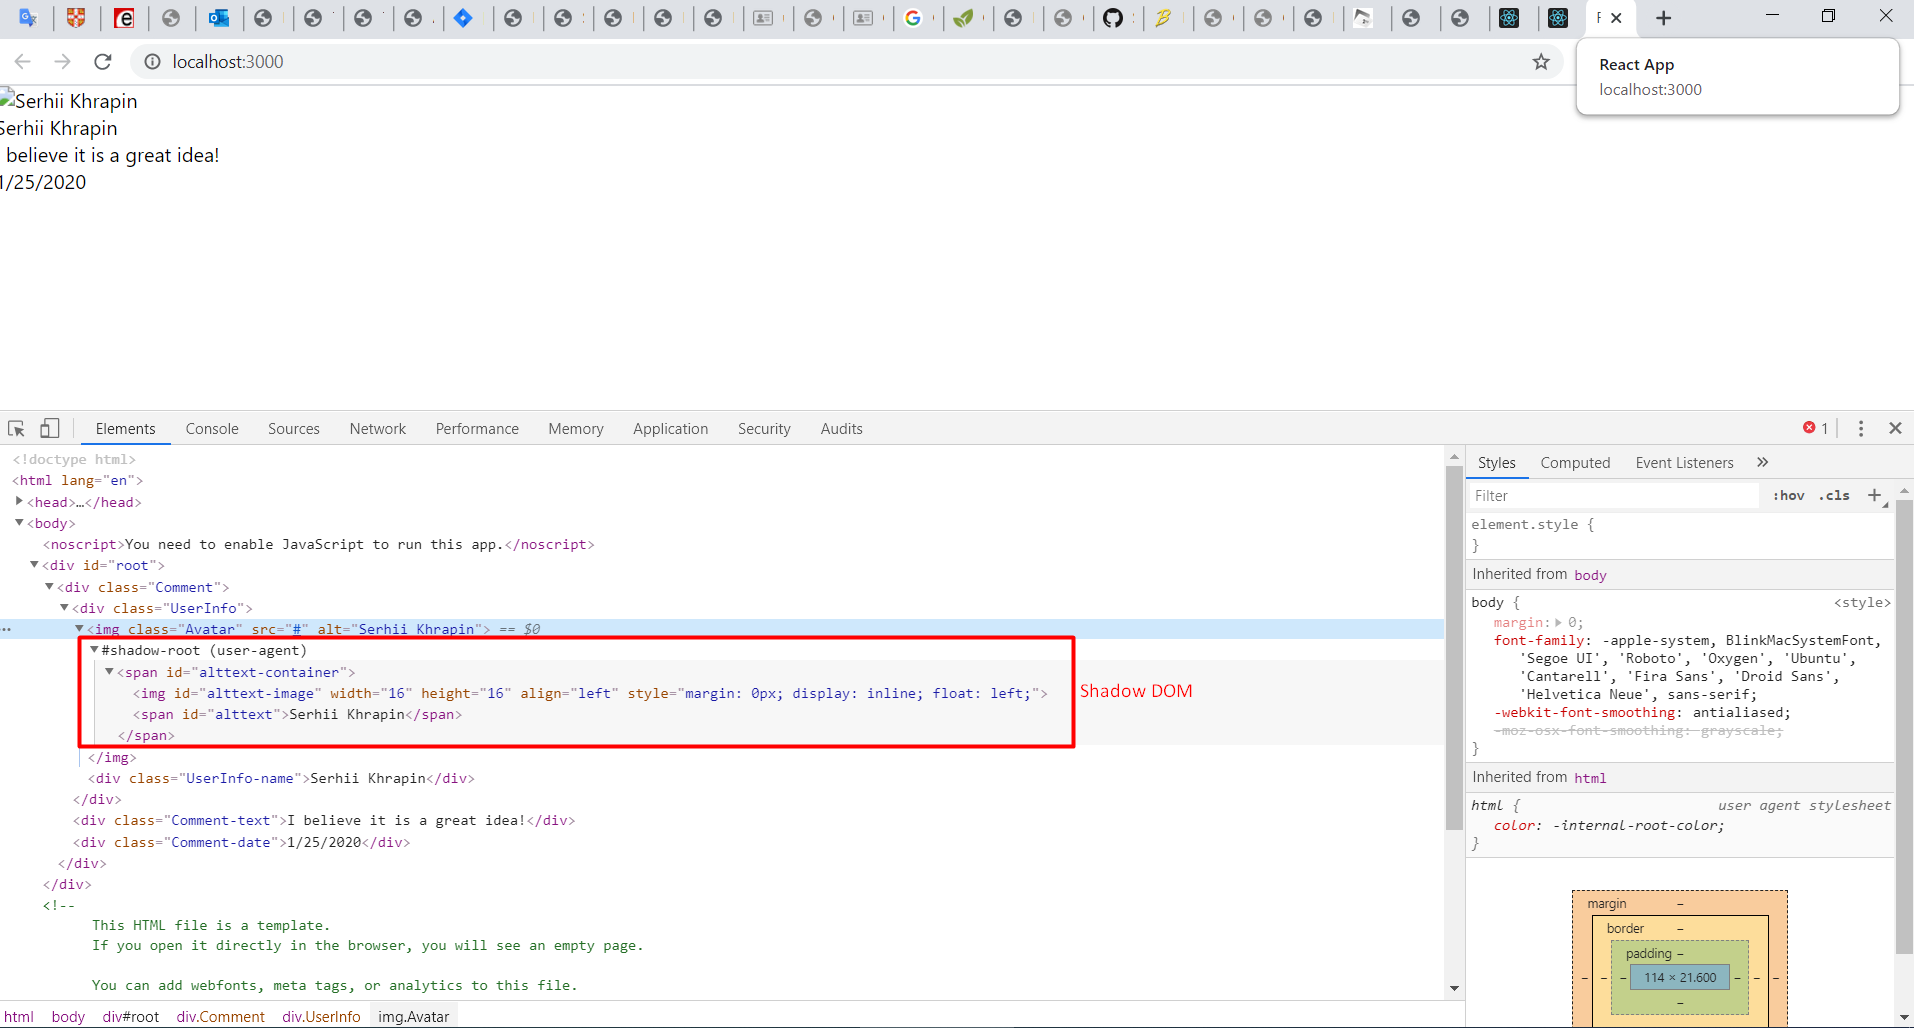 F
localhost:3000
React App
localhost:3000
Serhii Khrapin
Serhii Khrapin
believe it is a great idea!
1/25/2020
Elements Console Sources Network Performance Memory Application Security Audits 1
<!doctype html>
<html lang="en">
<head>…</head>
<body>
<noscript>You need to enable JavaScript to run this app.</noscript>
<div id="root">
<div class="Comment">
<div class="UserInfo">
… <img class="Avatar" src="#" alt="Serhii Khrapin"> == $0
#shadow-root (user-agent)
<span id="alttext-container">
<img id="alttext-image" width="16" height="16" align="left" style="margin: 0px; display: inline; float: left;">
Shadow DOM
<span id="alttext">Serhii Khrapin</span>
</span>
</img>
<div class="UserInfo-name">Serhii Khrapin</div>
</div>
<div class="Comment-text">I believe it is a great idea!</div>
<div class="Comment-date">1/25/2020</div>
</div>
</div>
<!--
This HTML file is a template.
If you open it directly in the browser, you will see an empty page.
You can add webfonts, meta tags, or analytics to this file.
html body div#root div.Comment div.UserInfo img.Avatar
Styles Computed Event Listeners »
Filter :hov .cls +
element.style {
}
Inherited from body
body { <style>
margin: 0;
font-family: -apple-system, BlinkMacSystemFont,
'Segoe UI', 'Roboto', 'Oxygen', 'Ubuntu',
'Cantarell', 'Fira Sans', 'Droid Sans',
'Helvetica Neue', sans-serif;
-webkit-font-smoothing: antialiased;
-moz-osx-font-smoothing: grayscale;
}
Inherited from html
html { user agent stylesheet
color: -internal-root-color;
}
margin –
border –
padding –
– – – 114 × 21.600 – – –
–